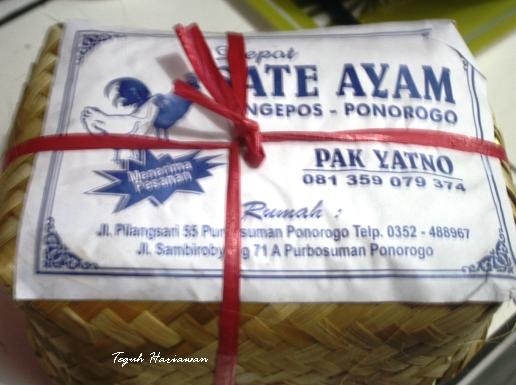 Depot
SATE AYAM
NGEPOS - PONOROGO
PAK YATNO
081 359 079 374
Menerima
Pesanan
Rumah :
Jl. Pilangsari 55 Purbosuman Ponorogo Telp. 0352 - 488967
Jl. 71 A Purbosuman Ponorogo
Teguh Hariawan